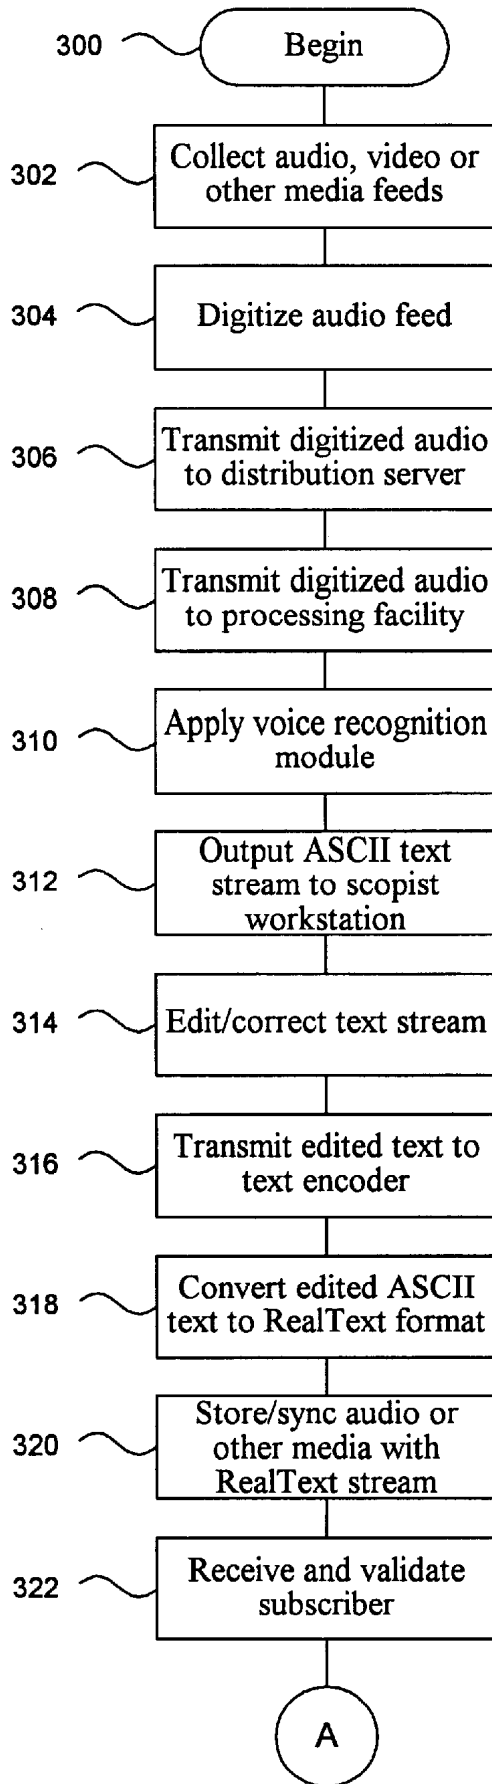 300
Begin
302
Collect audio, video or
other media feeds
304
Digitize audio feed
306
Transmit digitized audio
to distribution server
308
Transmit digitized audio
to processing facility
310
Apply voice recognition
module
312
Output ASCII text
stream to scopist
workstation
314
Edit/correct text stream
316
Transmit edited text to
text encoder
318
Convert edited ASCII
text to RealText format
320
Store/sync audio or
other media with
RealText stream
322
Receive and validate
subscriber
A